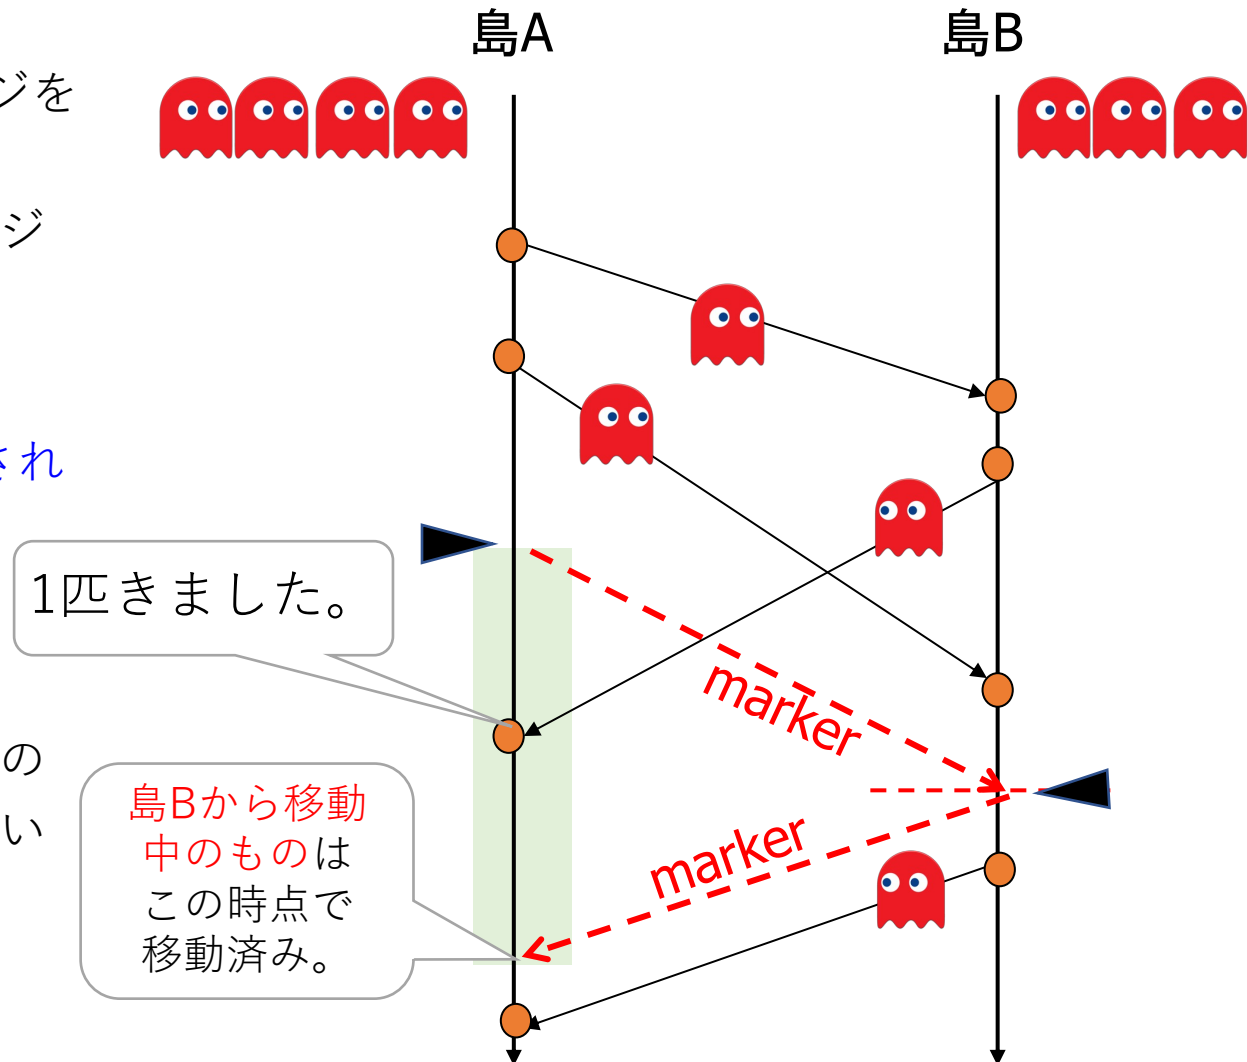 島A
島B
ジを
ジ
され
1匹きました。
marker
の
い
島Bから移動
中のものは
この時点で
移動済み。
marker